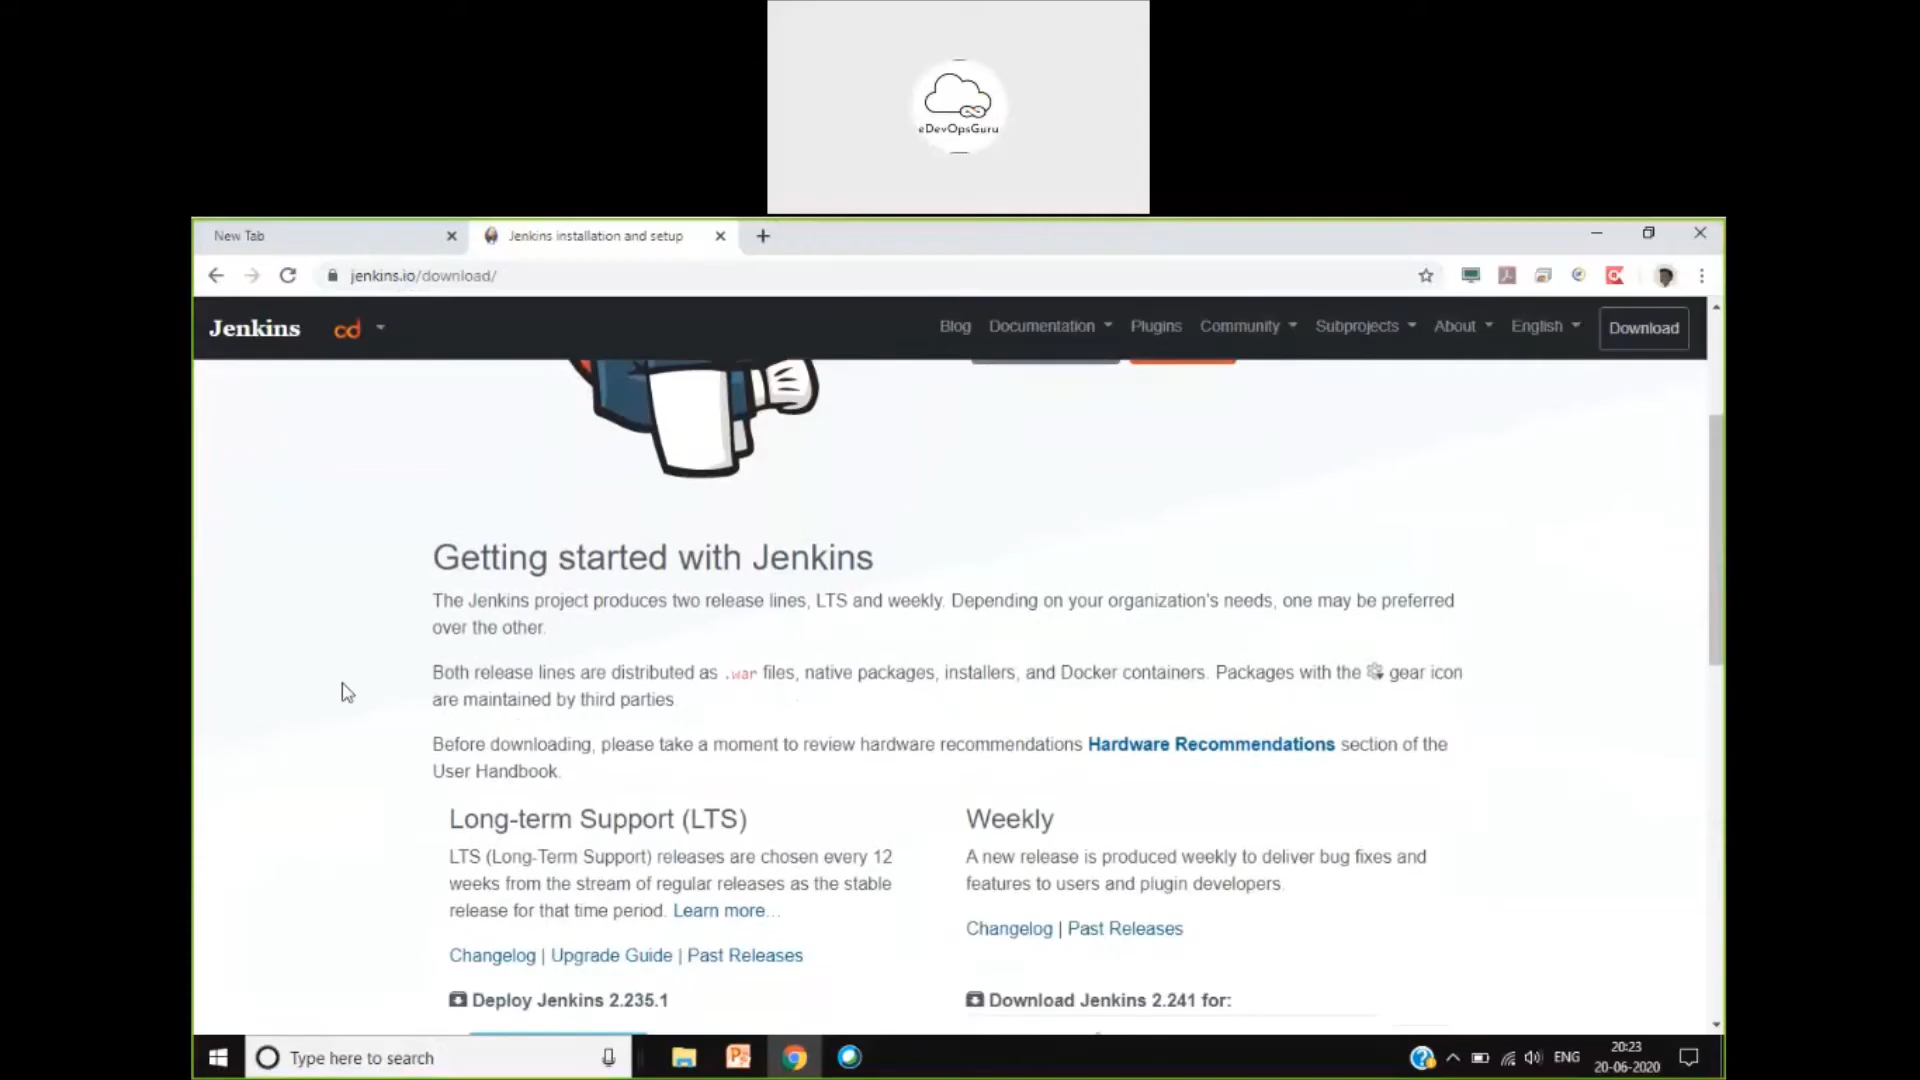 eDevOpsGuru
New Tab
Jenkins installation and setup
jenkins.io/download/
Jenkins cd Blog Documentation Plugins Community Subprojects About English Download
Getting started with Jenkins
The Jenkins project produces two release lines, LTS and weekly. Depending on your organization's needs, one may be preferred
over the other.
Both release lines are distributed as .war files, native packages, installers, and Docker containers. Packages with the gear icon
are maintained by third parties
Before downloading, please take a moment to review hardware recommendations Hardware Recommendations section of the
User Handbook.
Long-term Support (LTS)
LTS (Long-Term Support) releases are chosen every 12
weeks from the stream of regular releases as the stable
release for that time period. Learn more...
Changelog | Upgrade Guide | Past Releases
Deploy Jenkins 2.235.1
Weekly
A new release is produced weekly to deliver bug fixes and
features to users and plugin developers.
Changelog | Past Releases
Download Jenkins 2.241 for:
Type here to search
ENG
20:23
20-06-2020